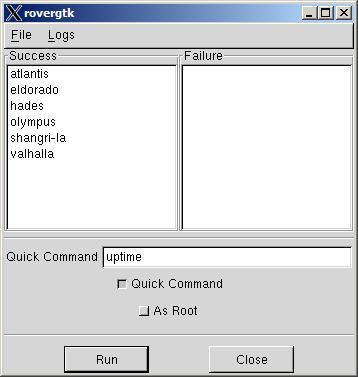 rovergtk
File Logs
Success Failure
atlantis
eldorado
hades
olympus
shangri-la
valhalla
Quick Command uptime
Quick Command
As Root
Run Close